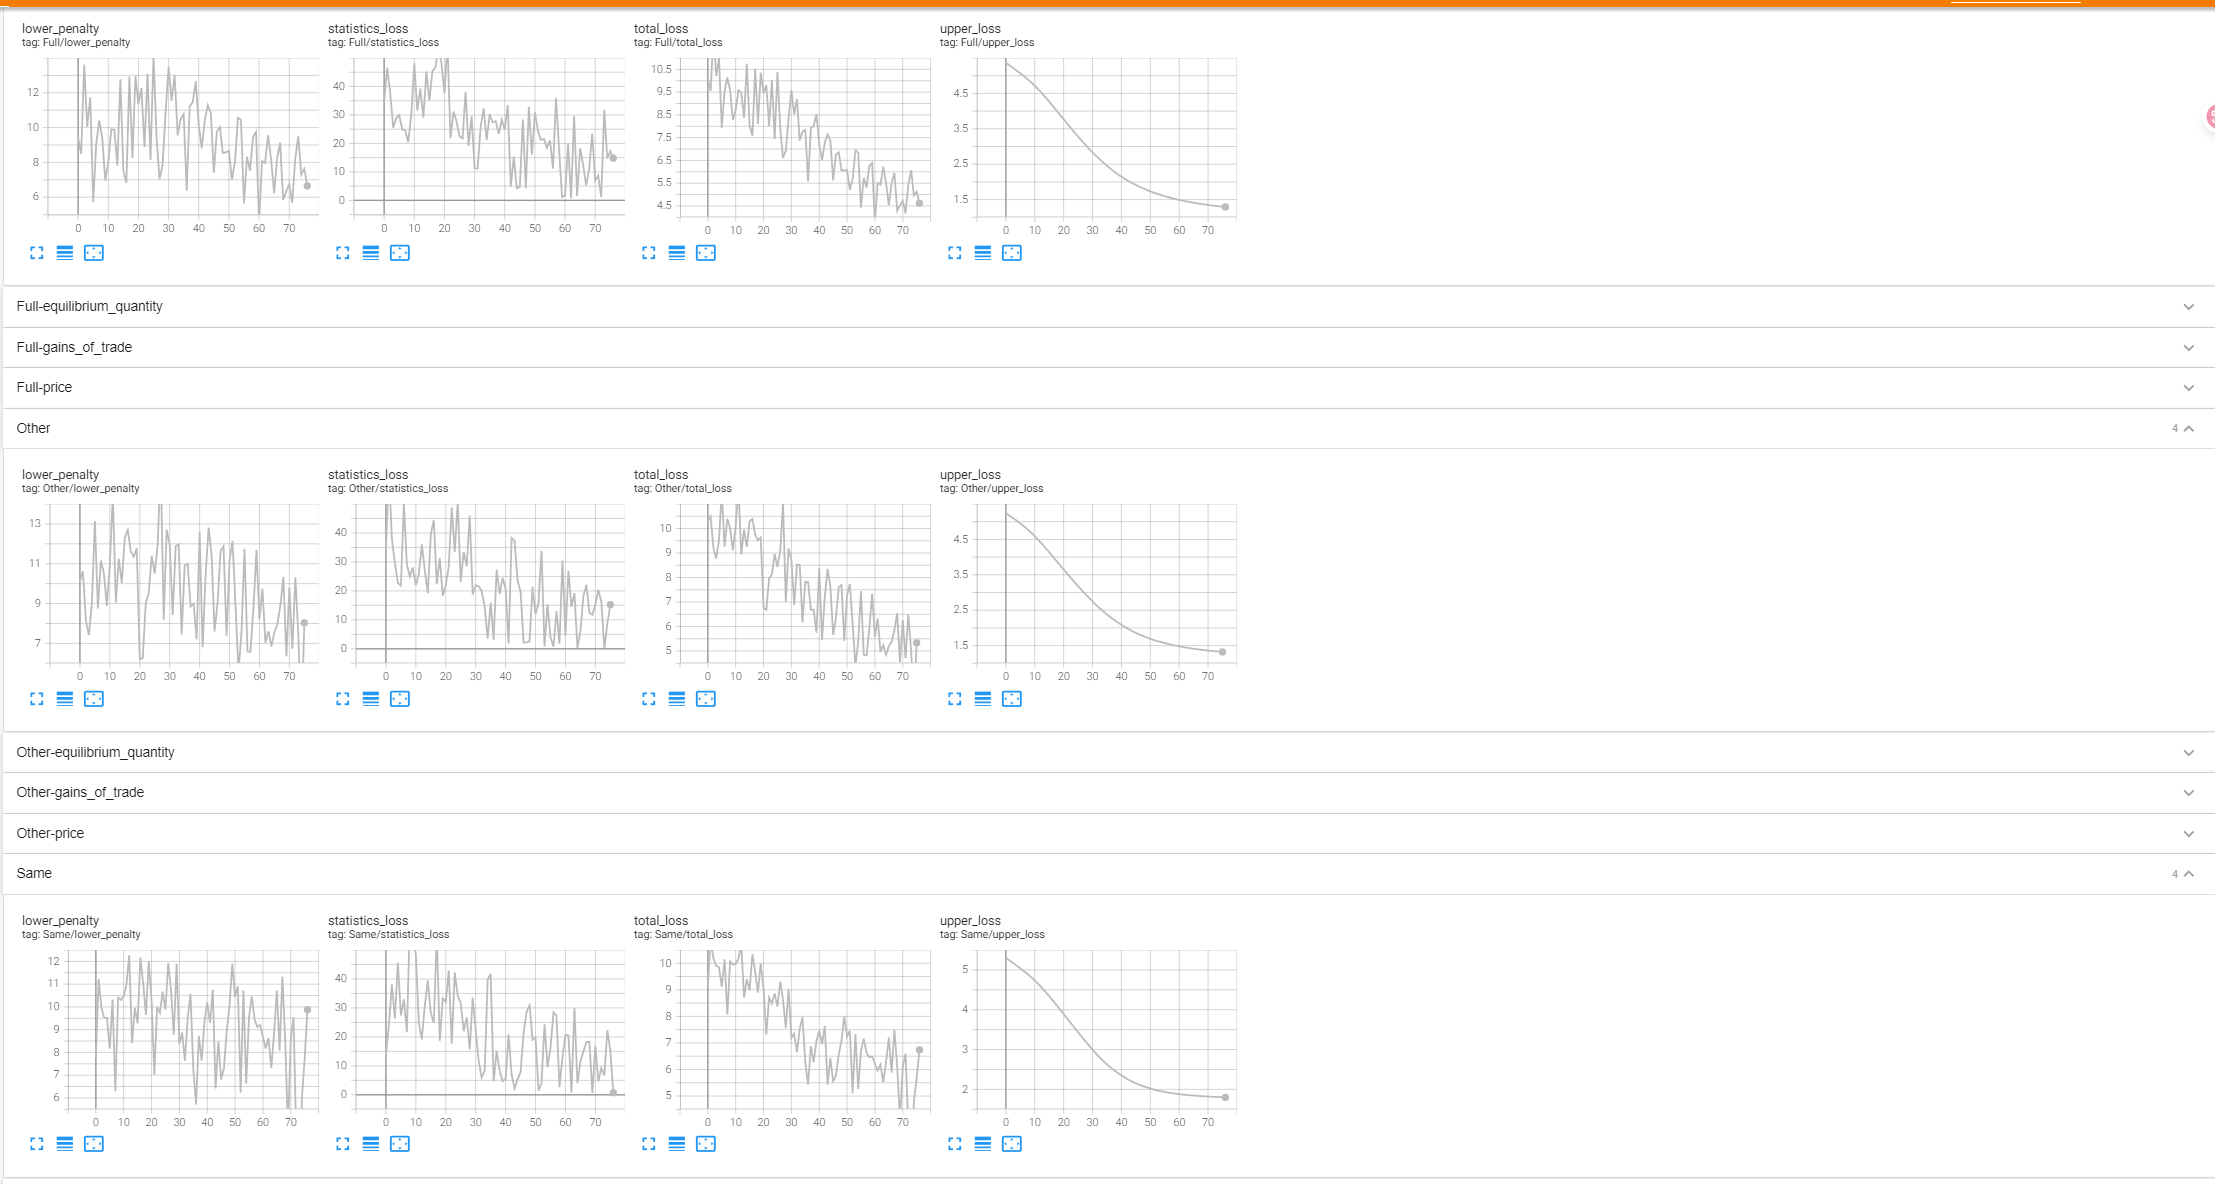 lower_penalty
tag: Full/lower_penalty
12
10
8
6
0 10 20 30 40 50 60 70
statistics_loss
tag: Full/statistics_loss
40
30
20
10
0
0 10 20 30 40 50 60 70
total_loss
tag: Full/total_loss
10.5
9.5
8.5
7.5
6.5
5.5
4.5
0 10 20 30 40 50 60 70
upper_loss
tag: Full/upper_loss
4.5
3.5
2.5
1.5
0 10 20 30 40 50 60 70
Full-equilibrium_quantity
Full-gains_of_trade
Full-price
Other 4
lower_penalty
tag: Other/lower_penalty
13
11
9
7
0 10 20 30 40 50 60 70
statistics_loss
tag: Other/statistics_loss
40
30
20
10
0
0 10 20 30 40 50 60 70
total_loss
tag: Other/total_loss
10
9
8
7
6
5
0 10 20 30 40 50 60 70
upper_loss
tag: Other/upper_loss
4.5
3.5
2.5
1.5
0 10 20 30 40 50 60 70
Other-equilibrium_quantity
Other-gains_of_trade
Other-price
Same 4
lower_penalty
tag: Same/lower_penalty
12
11
10
9
8
7
6
0 10 20 30 40 50 60 70
statistics_loss
tag: Same/statistics_loss
40
30
20
10
0
0 10 20 30 40 50 60 70
total_loss
tag: Same/total_loss
10
9
8
7
6
5
0 10 20 30 40 50 60 70
upper_loss
tag: Same/upper_loss
5
4
3
2
0 10 20 30 40 50 60 70